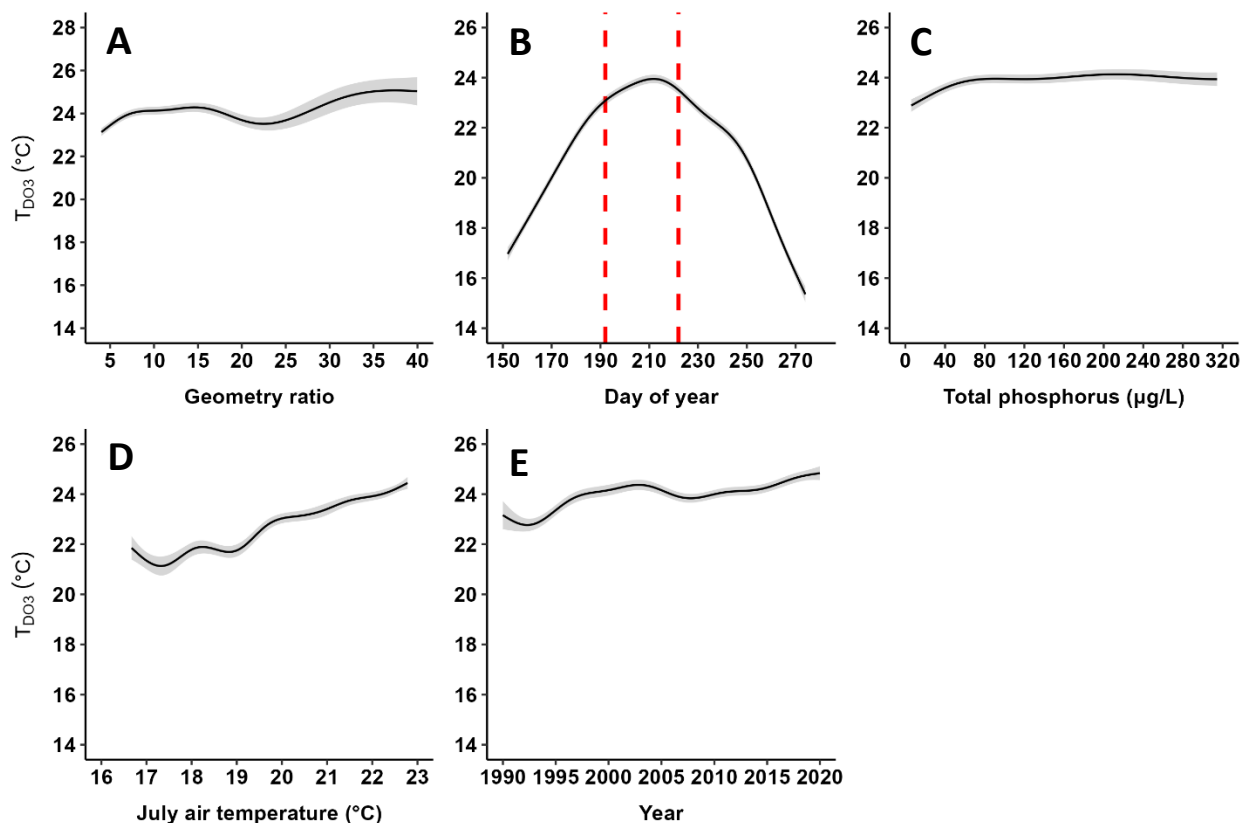 A
T_DO3 (°C)
28
26
24
22
20
18
16
14
5 10 15 20 25 30 35 40
Geometry ratio
B
26
24
22
20
18
16
14
150 170 190 210 230 250 270
Day of year
C
26
24
22
20
18
16
14
0 40 80 120 160 200 240 280 320
Total phosphorus (µg/L)
D
T_DO3 (°C)
26
24
22
20
18
16
14
16 17 18 19 20 21 22 23
July air temperature (°C)
E
26
24
22
20
18
16
14
1990 1995 2000 2005 2010 2015 2020
Year